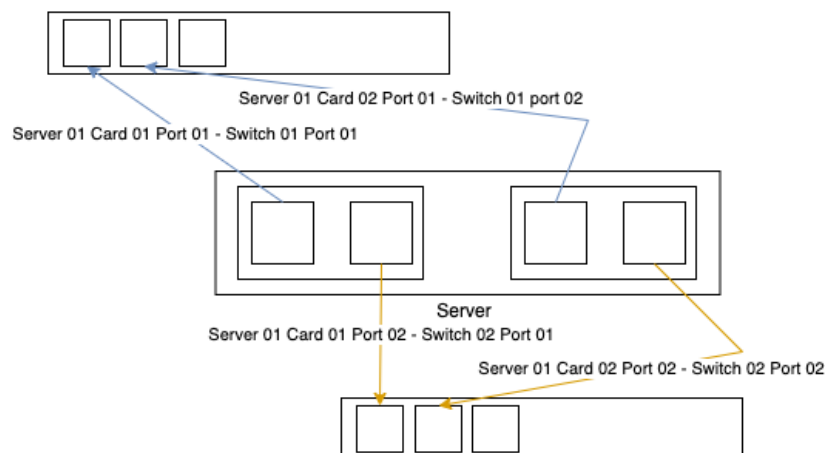 Server 01 Card 02 Port 01 - Switch 01 port 02
Server 01 Card 01 Port 01 - Switch 01 Port 01
Server
Server 01 Card 01 Port 02 - Switch 02 Port 01
Server 01 Card 02 Port 02 - Switch 02 Port 02